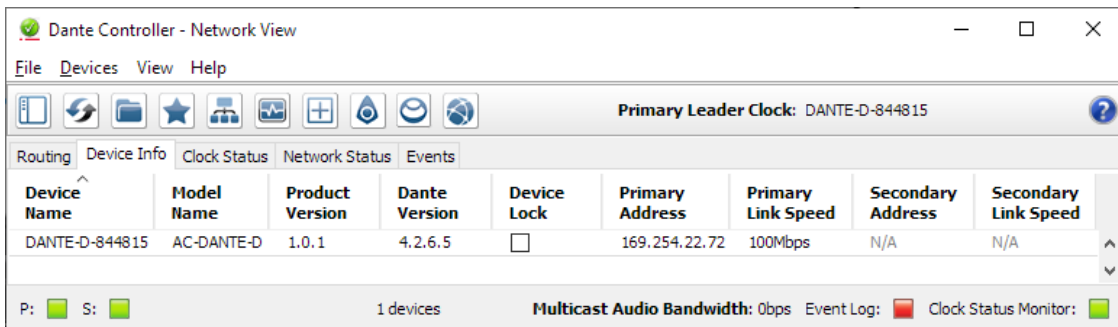 Dante Controller - Network View
File Devices View Help
Primary Leader Clock: DANTE-D-844815
Routing Device Info Clock Status Network Status Events
Device Name Model Name Product Version Dante Version Device Lock Primary Address Primary Link Speed Secondary Address Secondary Link Speed
DANTE-D-844815 AC-DANTE-D 1.0.1 4.2.6.5 169.254.22.72 100Mbps N/A N/A
P: S: 1 devices Multicast Audio Bandwidth: 0bps Event Log: Clock Status Monitor: